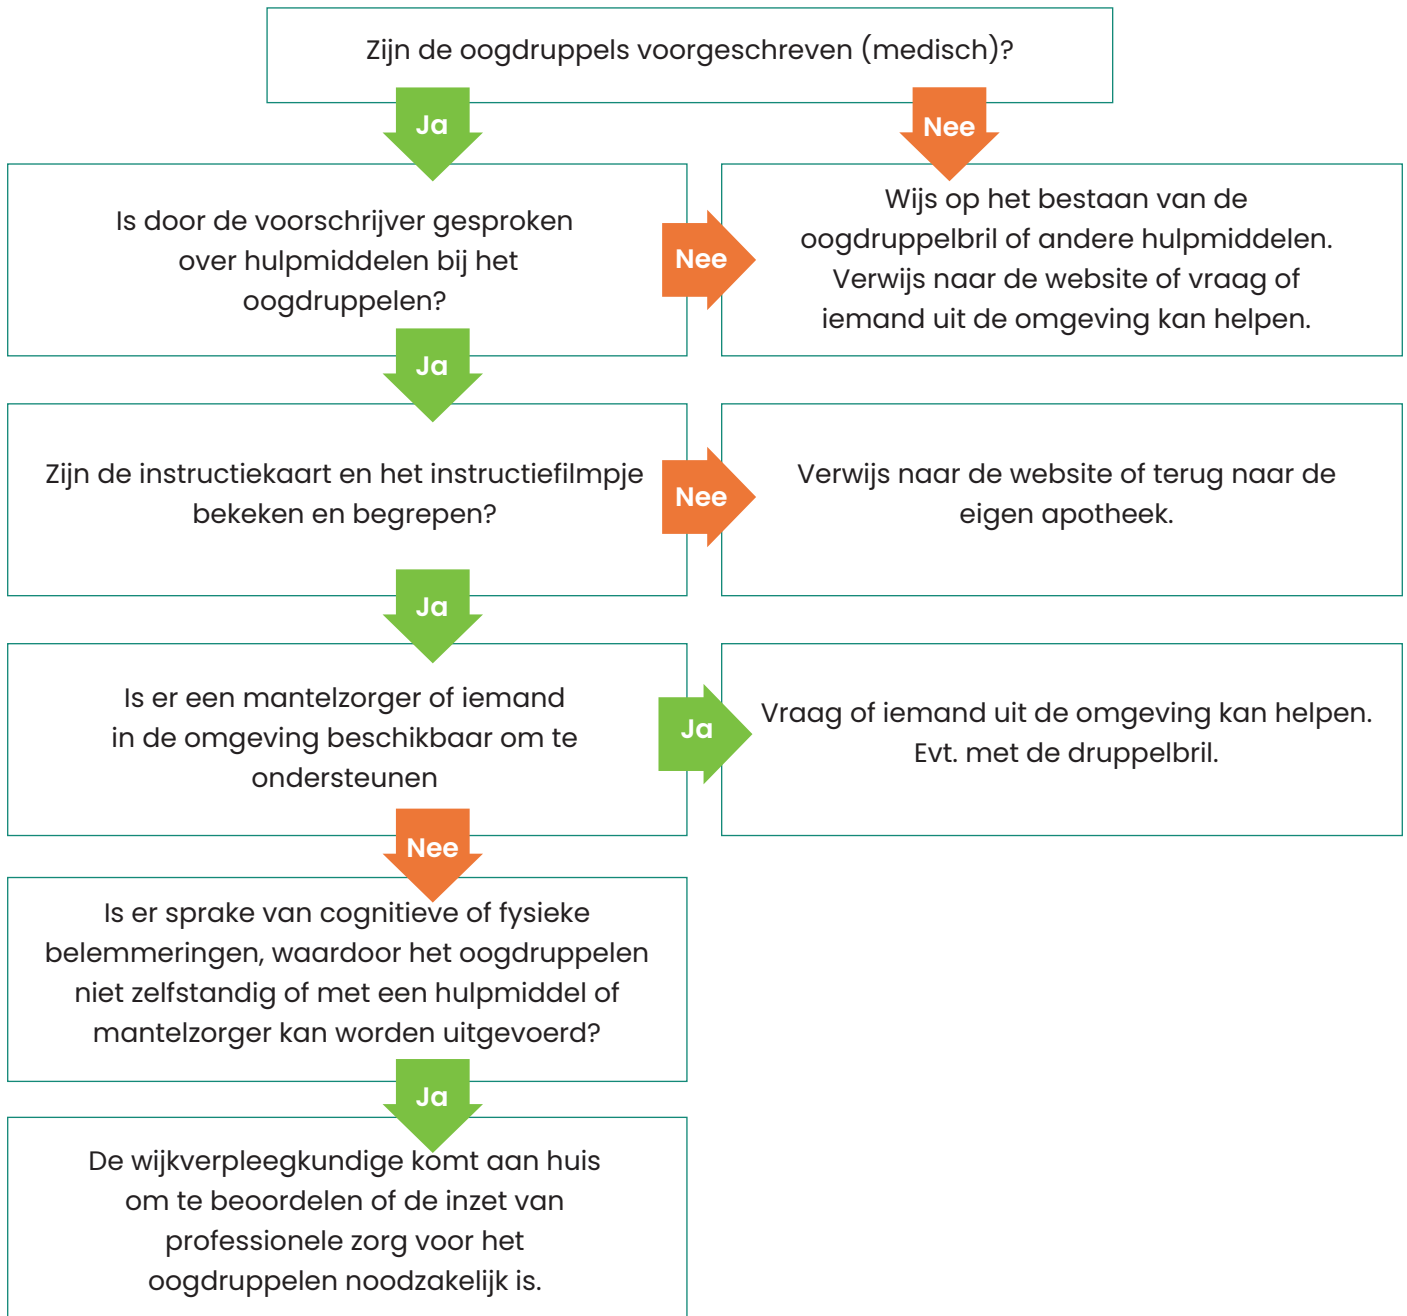 Zijn de oogdruppels voorgeschreven (medisch)?
Ja
Nee
Is door de voorschrijver gesproken
over hulpmiddelen bij het
oogdruppelen?
Nee
Wijs op het bestaan van de
oogdruppelbril of andere hulpmiddelen.
Verwijs naar de website of vraag of
iemand uit de omgeving kan helpen.
Ja
Zijn de instructiekaart en het instructiefilmpje
bekeken en begrepen?
Nee
Verwijs naar de website of terug naar de
eigen apotheek.
Ja
Is er een mantelzorger of iemand
in de omgeving beschikbaar om te
ondersteunen
Ja
Vraag of iemand uit de omgeving kan helpen.
Evt. met de druppelbril.
Nee
Is er sprake van cognitieve of fysieke
belemmeringen, waardoor het oogdruppelen
niet zelfstandig of met een hulpmiddel of
mantelzorger kan worden uitgevoerd?
Ja
De wijkverpleegkundige komt aan huis
om te beoordelen of de inzet van
professionele zorg voor het
oogdruppelen noodzakelijk is.